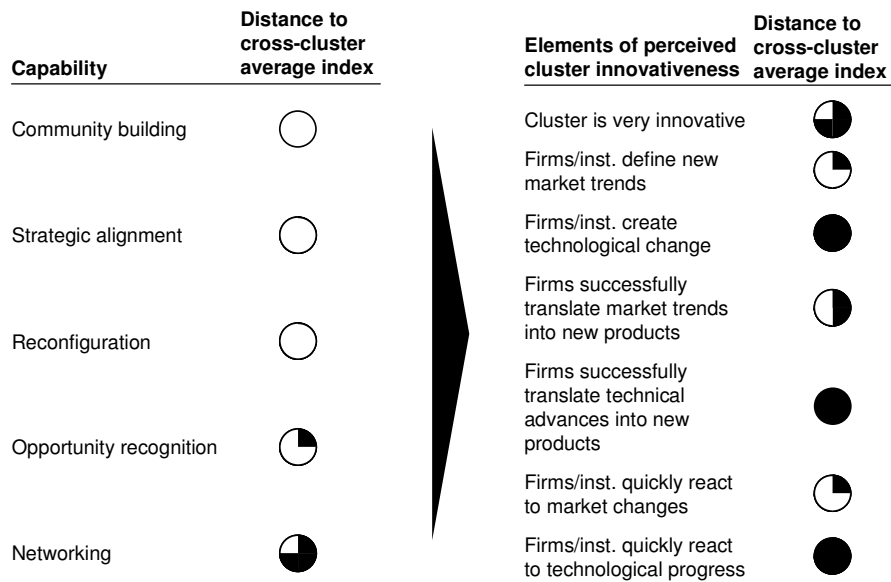 Capability
Distance to
cross-cluster
average index
Community building
Strategic alignment
Reconfiguration
Opportunity recognition
Networking
Elements of perceived
cluster innovativeness
Distance to
cross-cluster
average index
Cluster is very innovative
Firms/inst. define new
market trends
Firms/inst. create
technological change
Firms successfully
translate market trends
into new products
Firms successfully
translate technical
advances into new
products
Firms/inst. quickly react
to market changes
Firms/inst. quickly react
to technological progress